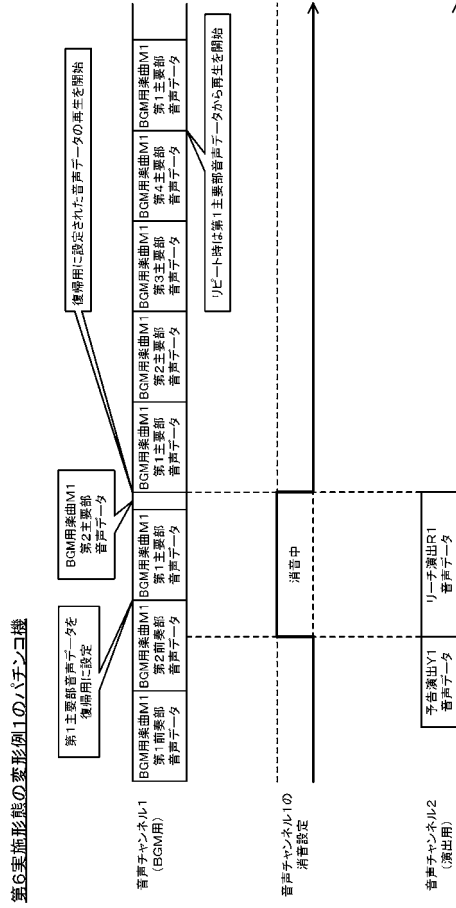 第6実施形態の変形例1のパチンコ機
第1主要部音声データを
復帰用に設定
BGM用楽曲M1
第2主要部
音声データ
復帰用に設定された音声データの再生を開始
音声チャンネル1
(BGM用)
BGM用楽曲M1
第1前奏部
音声データ
BGM用楽曲M1
第2前奏部
音声データ
BGM用楽曲M1
第1主要部
音声データ
BGM用楽曲M1
第1主要部
音声データ
BGM用楽曲M1
第2主要部
音声データ
BGM用楽曲M1
第3主要部
音声データ
BGM用楽曲M1
第4主要部
音声データ
BGM用楽曲M1
第1主要部
音声データ
リピート時は第1主要部音声データから再生を開始
音声チャンネル1の
消音設定
消音中
音声チャンネル2
(演出用)
予告演出Y1
音声データ
リーチ演出R1
音声データ